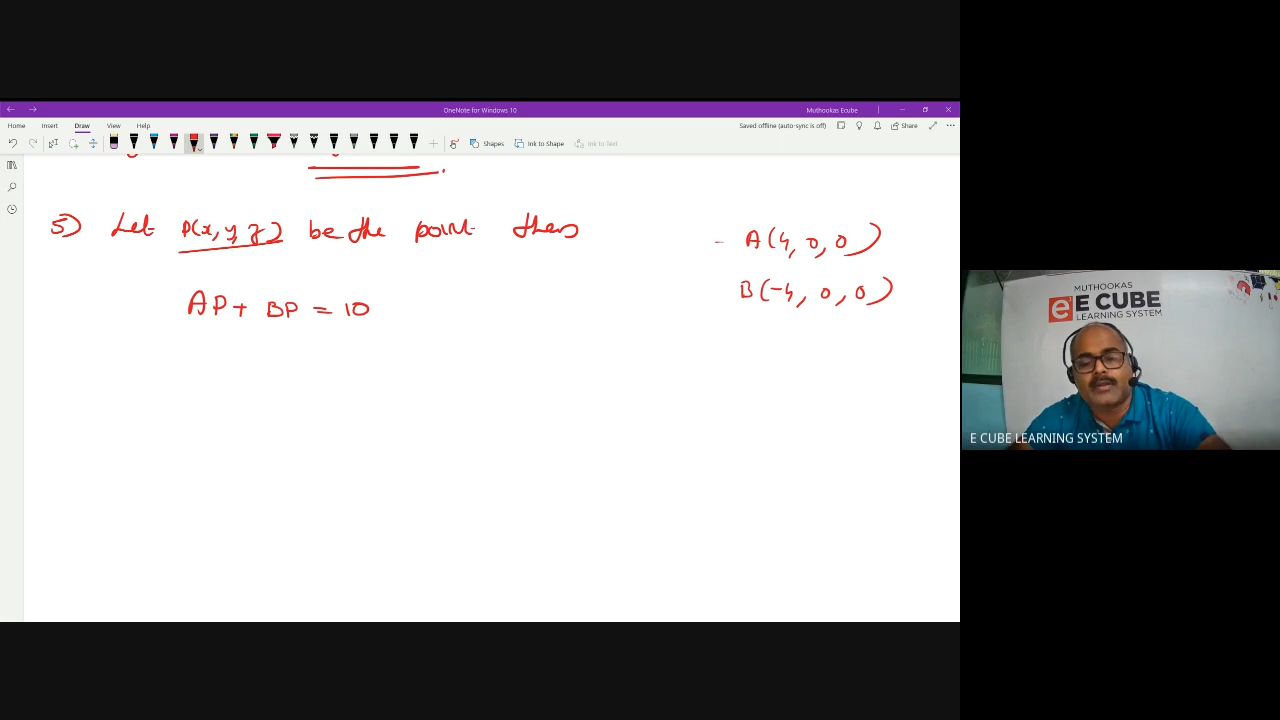 OneNote for Windows 10
Muthookas Ecube
Home Insert Draw View Help
Saved offline (auto-sync is off)
Share
Shapes
Ink to Shape
Ink to Text
5) Let P(x, y, z) be the point then
A(4, 0, 0)
B(-4, 0, 0)
AP + BP = 10
MUTHOOKAS
e E CUBE
LEARNING SYSTEM
E CUBE LEARNING SYSTEM